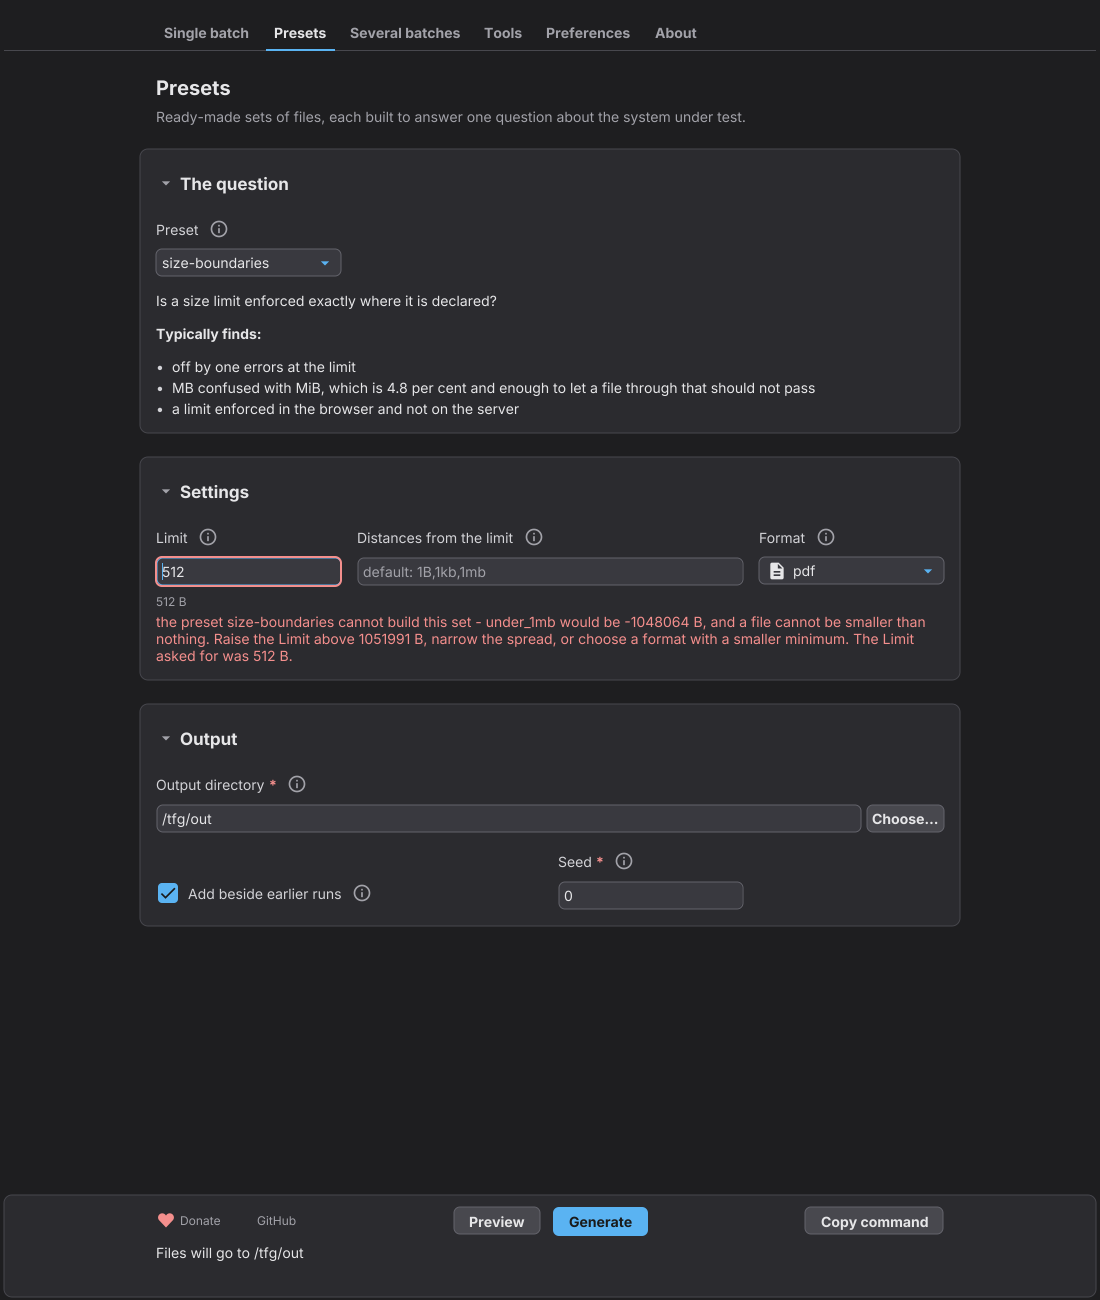 Single batch
Presets
Several batches
Tools
Preferences
About
Presets
Ready-made sets of files, each built to answer one question about the system under test.
The question
Preset
size-boundaries
Is a size limit enforced exactly where it is declared?
Typically finds:
• off by one errors at the limit
• MB confused with MiB, which is 4.8 per cent and enough to let a file through that should not pass
• a limit enforced in the browser and not on the server
Settings
Limit
Distances from the limit
Format
512
default: 1B,1kb,1mb
pdf
512 B
the preset size-boundaries cannot build this set - under_1mb would be -1048064 B, and a file cannot be smaller than
nothing. Raise the Limit above 1051991 B, narrow the spread, or choose a format with a smaller minimum. The Limit
asked for was 512 B.
Output
Output directory *
/tfg/out
Choose...
Seed *
Add beside earlier runs
0
Donate
GitHub
Preview
Generate
Copy command
Files will go to /tfg/out